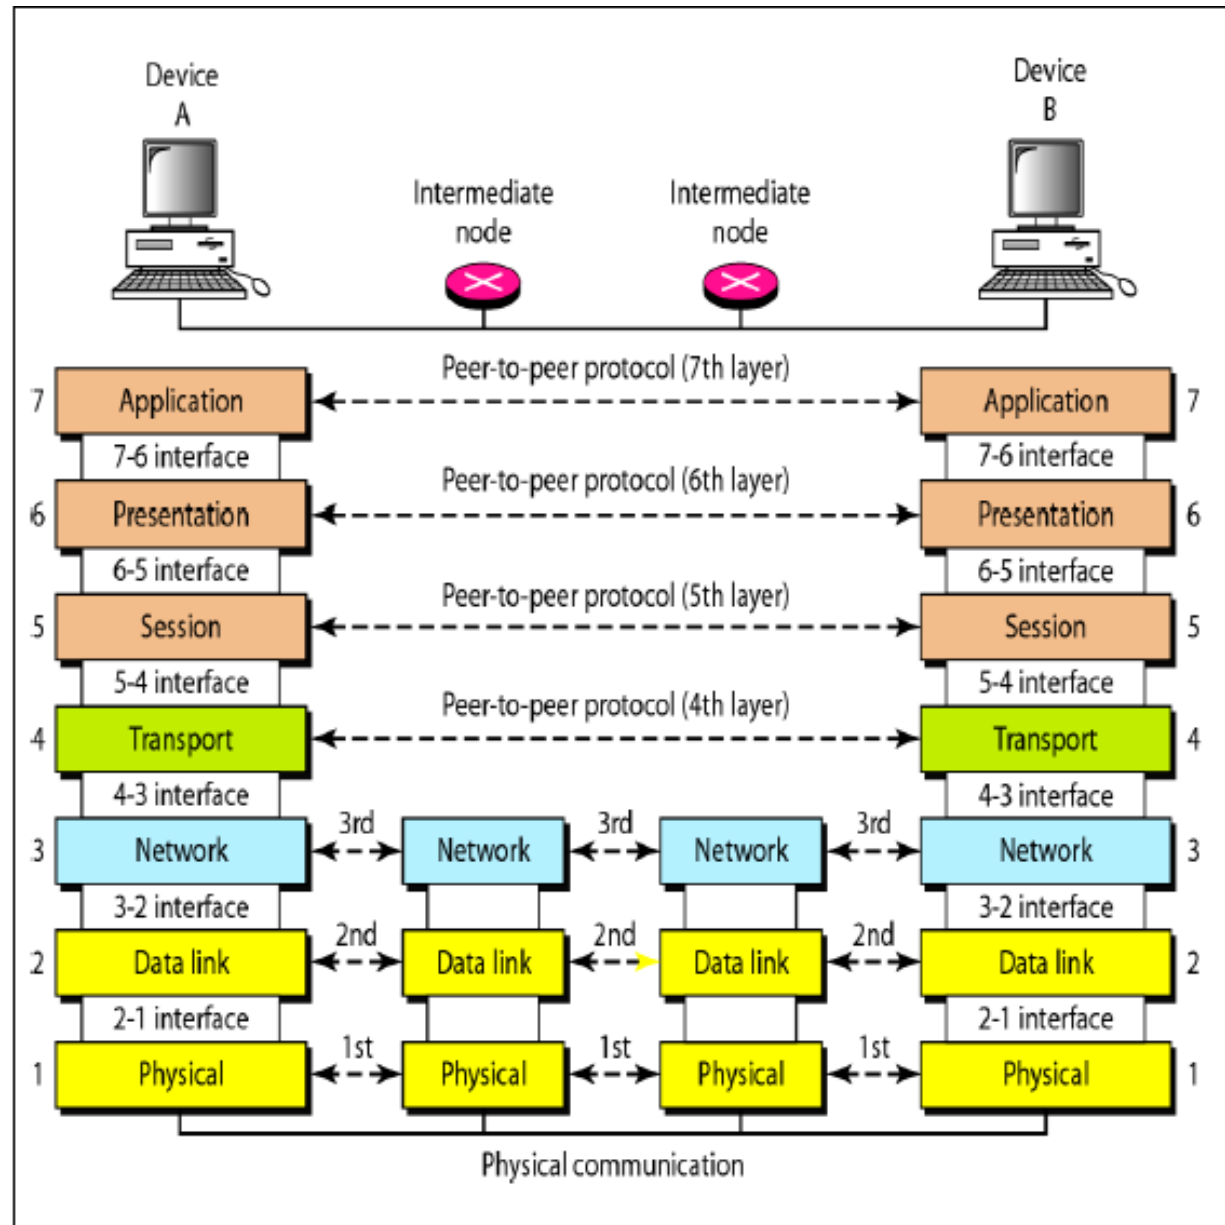 Device
A
Device
B
Intermediate
node
Intermediate
node
Peer-to-peer protocol (7th layer)
7 Application Application 7
7-6 interface 7-6 interface
Peer-to-peer protocol (6th layer)
6 Presentation Presentation 6
6-5 interface 6-5 interface
Peer-to-peer protocol (5th layer)
5 Session Session 5
5-4 interface 5-4 interface
Peer-to-peer protocol (4th layer)
4 Transport Transport 4
4-3 interface 4-3 interface
3rd 3rd 3rd
3 Network Network Network Network 3
3-2 interface 3-2 interface
2nd 2nd 2nd
2 Data link Data link Data link Data link 2
2-1 interface 2-1 interface
1st 1st 1st
1 Physical Physical Physical Physical 1
Physical communication